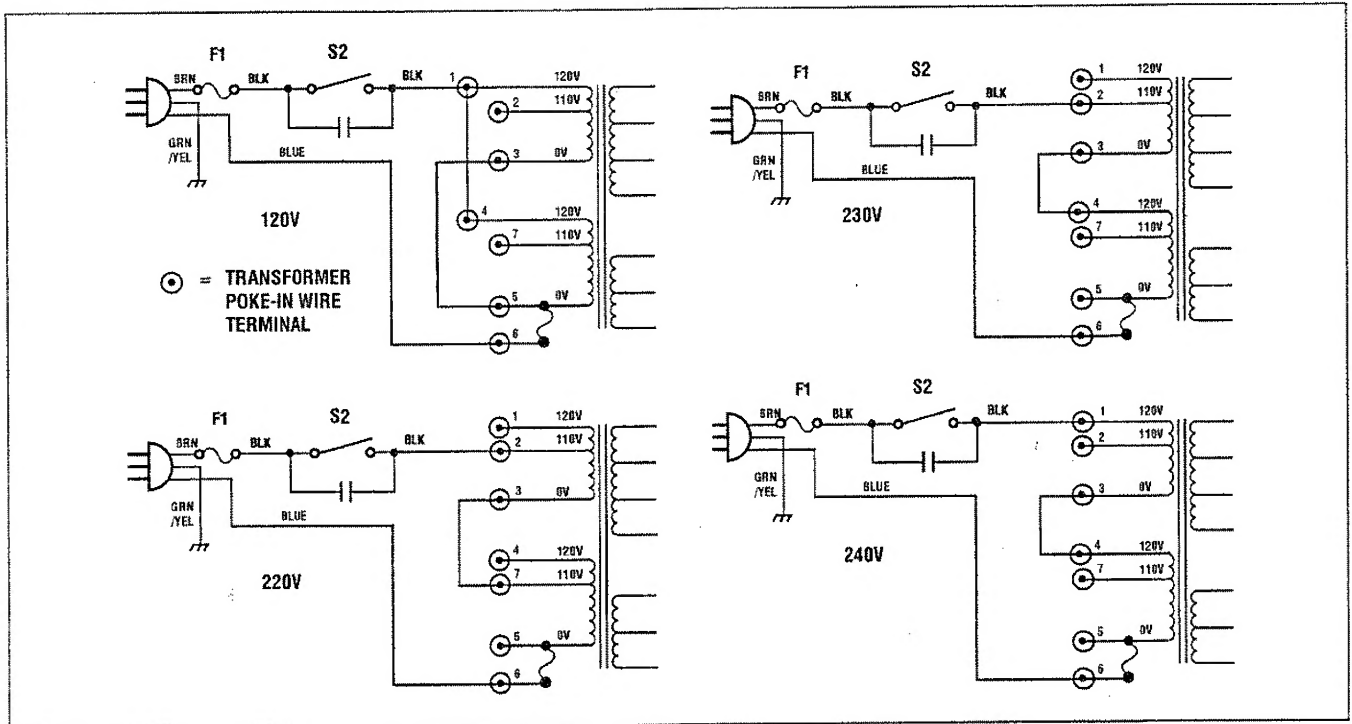 F1
S2
BRN
BLK
BLK
1
120V
2
110V
GRN
/YEL
BLUE
3
0V
120V
4
120V
7
110V
= TRANSFORMER
POKE-IN WIRE
TERMINAL
5
0V
6
F1
S2
BRN
BLK
BLK
1
120V
2
110V
GRN
/YEL
BLUE
3
0V
230V
4
120V
7
110V
5
0V
6
F1
S2
BRN
BLK
BLK
1
120V
2
110V
GRN
/YEL
BLUE
3
0V
220V
4
120V
7
110V
5
0V
6
F1
S2
BRN
BLK
BLK
1
120V
2
110V
GRN
/YEL
BLUE
3
0V
240V
4
120V
7
110V
5
0V
6